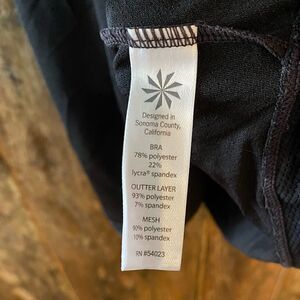 Designed in
Sonoma County,
California
BRA
78% polyester
22%
lycra® spandex
OUTTER LAYER
93% polyester
7% spandex
MESH
90% polyester
10% spandex
RN #54023